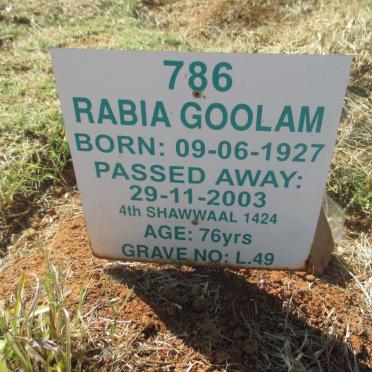 786
RABIA GOOLAM
BORN: 09-06-1927
PASSED AWAY:
29-11-2003
4th SHAWWAAL 1424
AGE: 76yrs
GRAVE NO: L.49